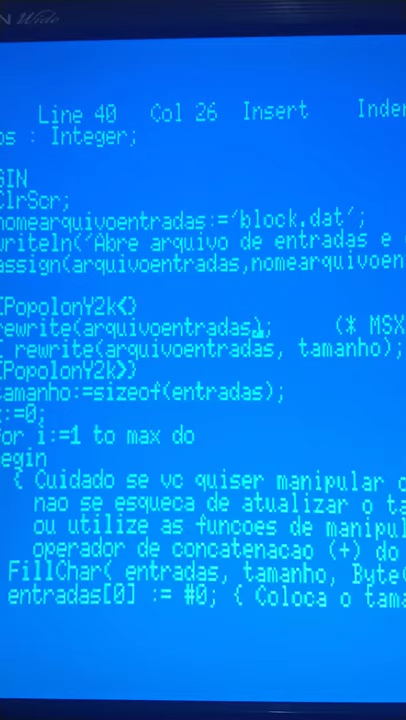 N Wide
Line 40 Col 26 Insert Inden
os : Integer;
GIN
ClrScr;
nomearquivoentradas:='block.dat';
writeln('Abre arquivo de entradas e
assign(arquivoentradas,nomearquivoen
{PopolonY2k<}
rewrite(arquivoentradas); (* MSX
{ rewrite(arquivoentradas, tamanho);
{PopolonY2k>}
tamanho:=sizeof(entradas);
:=0;
for i:=1 to max do
egin
{ Cuidado se vc quiser manipular
nao se esqueca de atualizar o ta
ou utilize as funcoes de manipul
operador de concatenacao (+) do
FillChar( entradas, tamanho, Byte(
entradas[0] := #0; { Coloca o tama